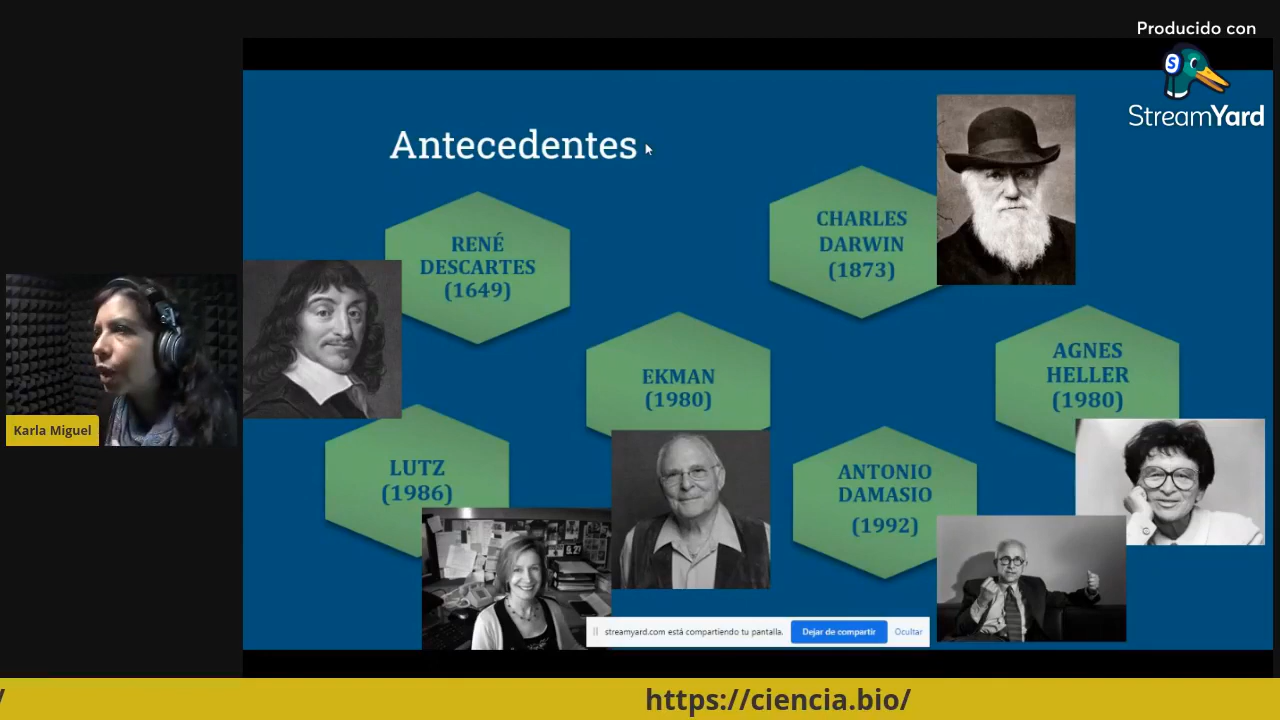 Producido con
StreamYard
Antecedentes
RENÉ
DESCARTES
(1649)
CHARLES
DARWIN
(1873)
EKMAN
(1980)
AGNES
HELLER
(1980)
LUTZ
(1986)
ANTONIO
DAMASIO
(1992)
Karla Miguel
streamyard.com está compartiendo tu pantalla.
Dejar de compartir
Ocultar
/
https://ciencia.bio/